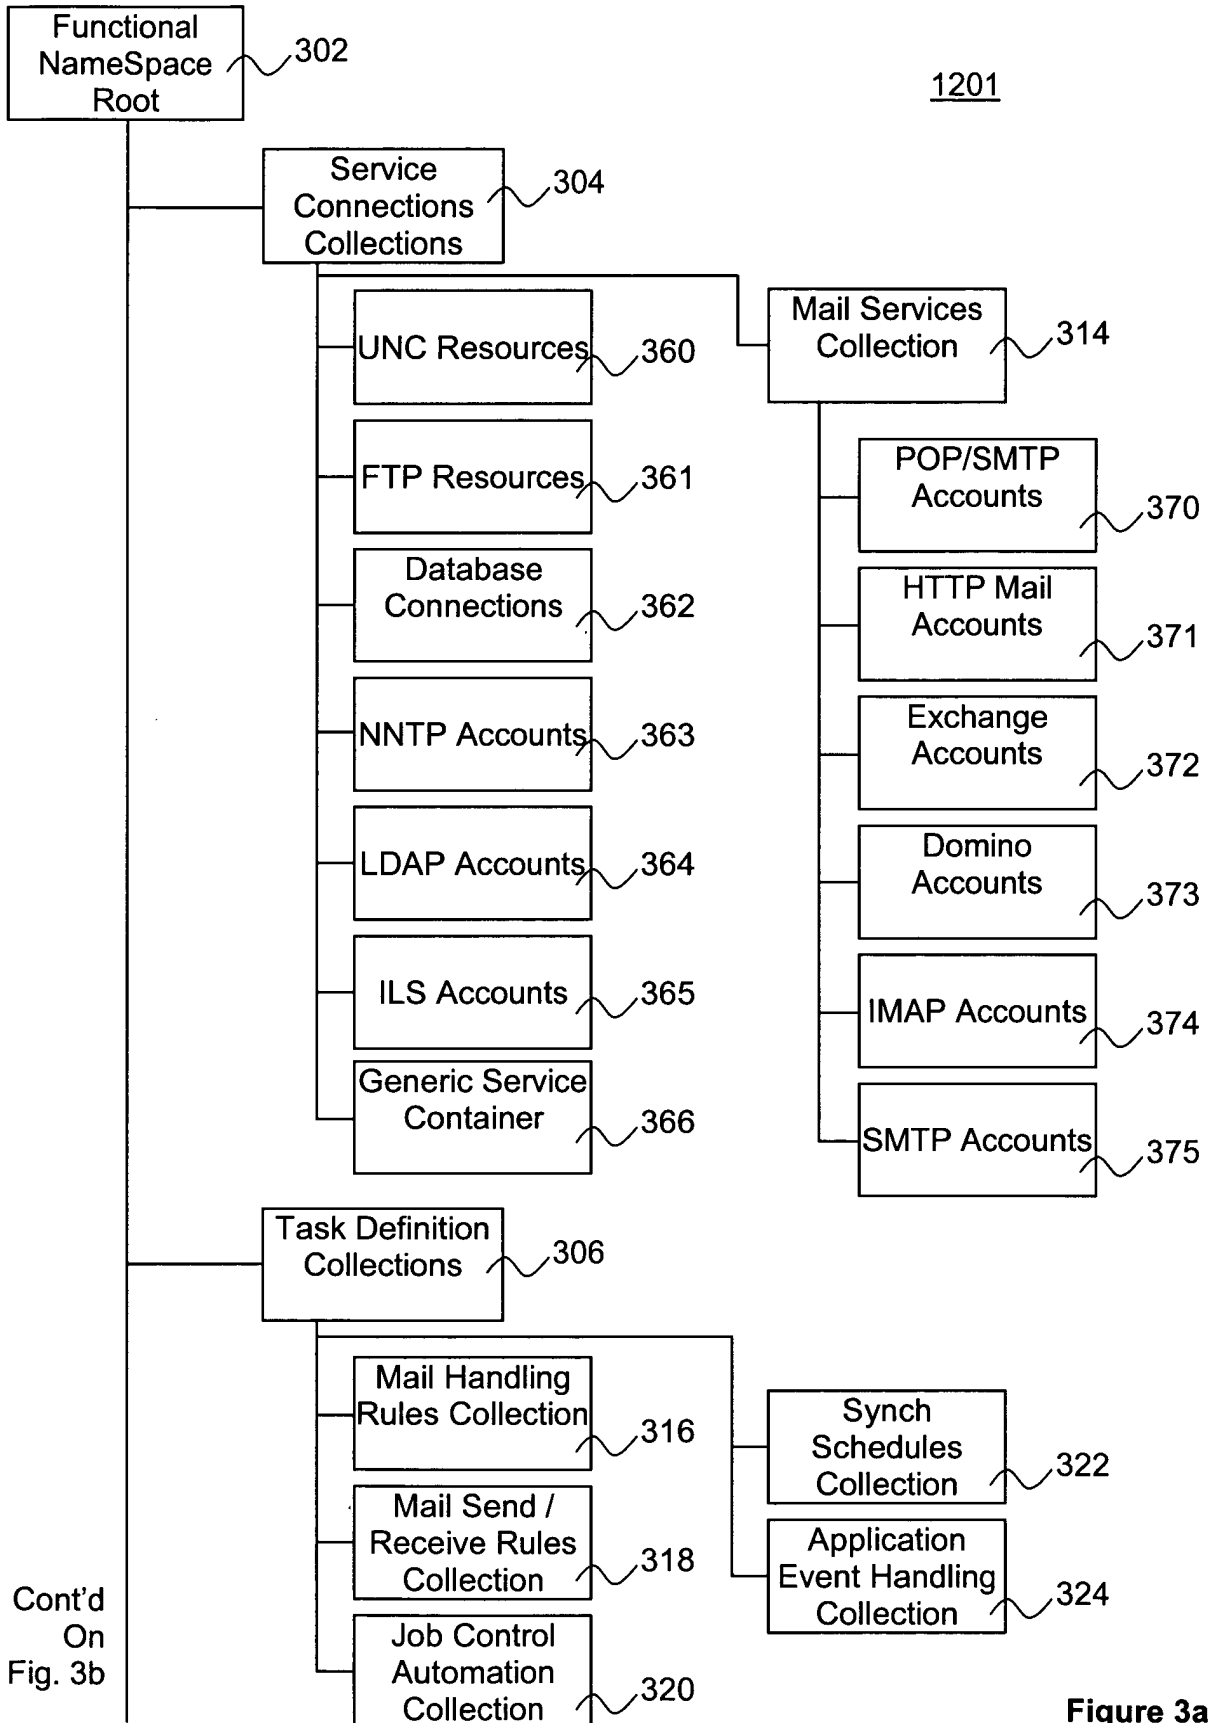 Functional
NameSpace
Root
302
1201
Service
Connections
Collections
304
UNC Resources
360
FTP Resources
361
Database
Connections
362
NNTP Accounts
363
LDAP Accounts
364
ILS Accounts
365
Generic Service
Container
366
Mail Services
Collection
314
POP/SMTP
Accounts
370
HTTP Mail
Accounts
371
Exchange
Accounts
372
Domino
Accounts
373
IMAP Accounts
374
SMTP Accounts
375
Task Definition
Collections
306
Mail Handling
Rules Collection
316
Mail Send /
Receive Rules
Collection
318
Job Control
Automation
Collection
320
Synch
Schedules
Collection
322
Application
Event Handling
Collection
324
Cont'd
On
Fig. 3b
Figure 3a